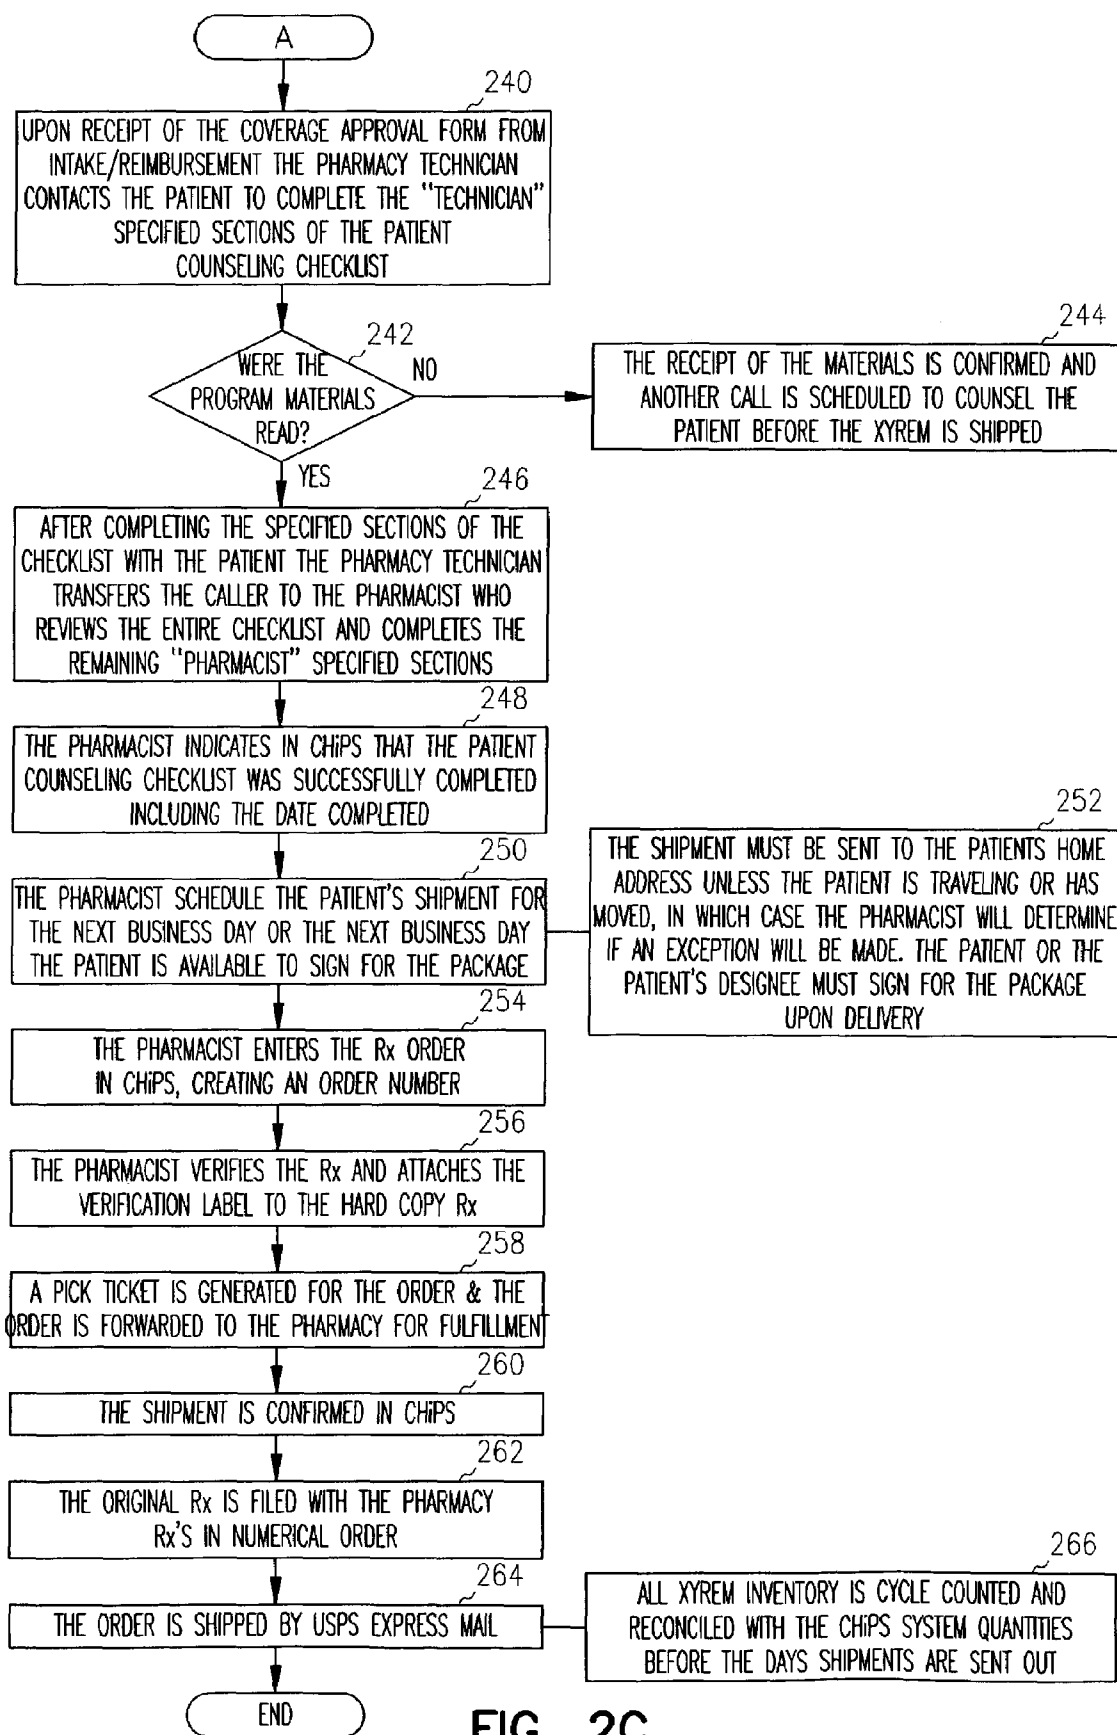 A
240
UPON RECEIPT OF THE COVERAGE APPROVAL FORM FROM
INTAKE/REIMBURSEMENT THE PHARMACY TECHNICIAN
CONTACTS THE PATIENT TO COMPLETE THE "TECHNICIAN"
SPECIFIED SECTIONS OF THE PATIENT
COUNSELING CHECKLIST
242
WERE THE
PROGRAM MATERIALS
READ?
NO
244
THE RECEIPT OF THE MATERIALS IS CONFIRMED AND
ANOTHER CALL IS SCHEDULED TO COUNSEL THE
PATIENT BEFORE THE XYREM IS SHIPPED
YES
246
AFTER COMPLETING THE SPECIFIED SECTIONS OF THE
CHECKLIST WITH THE PATIENT THE PHARMACY TECHNICIAN
TRANSFERS THE CALLER TO THE PHARMACIST WHO
REVIEWS THE ENTIRE CHECKLIST AND COMPLETES THE
REMAINING "PHARMACIST" SPECIFIED SECTIONS
248
THE PHARMACIST INDICATES IN CHiPS THAT THE PATIENT
COUNSELING CHECKLIST WAS SUCCESSFULLY COMPLETED
INCLUDING THE DATE COMPLETED
250
THE PHARMACIST SCHEDULE THE PATIENT'S SHIPMENT FOR
THE NEXT BUSINESS DAY OR THE NEXT BUSINESS DAY
THE PATIENT IS AVAILABLE TO SIGN FOR THE PACKAGE
252
THE SHIPMENT MUST BE SENT TO THE PATIENTS HOME
ADDRESS UNLESS THE PATIENT IS TRAVELING OR HAS
MOVED, IN WHICH CASE THE PHARMACIST WILL DETERMINE
IF AN EXCEPTION WILL BE MADE. THE PATIENT OR THE
PATIENT'S DESIGNEE MUST SIGN FOR THE PACKAGE
UPON DELIVERY
254
THE PHARMACIST ENTERS THE Rx ORDER
IN CHiPS, CREATING AN ORDER NUMBER
256
THE PHARMACIST VERIFIES THE Rx AND ATTACHES THE
VERIFICATION LABEL TO THE HARD COPY Rx
258
A PICK TICKET IS GENERATED FOR THE ORDER & THE
ORDER IS FORWARDED TO THE PHARMACY FOR FULFILLMENT
260
THE SHIPMENT IS CONFIRMED IN CHiPS
262
THE ORIGINAL Rx IS FILED WITH THE PHARMACY
Rx'S IN NUMERICAL ORDER
264
THE ORDER IS SHIPPED BY USPS EXPRESS MAIL
266
ALL XYREM INVENTORY IS CYCLE COUNTED AND
RECONCILED WITH THE CHiPS SYSTEM QUANTITIES
BEFORE THE DAYS SHIPMENTS ARE SENT OUT
END
FIG. 2C